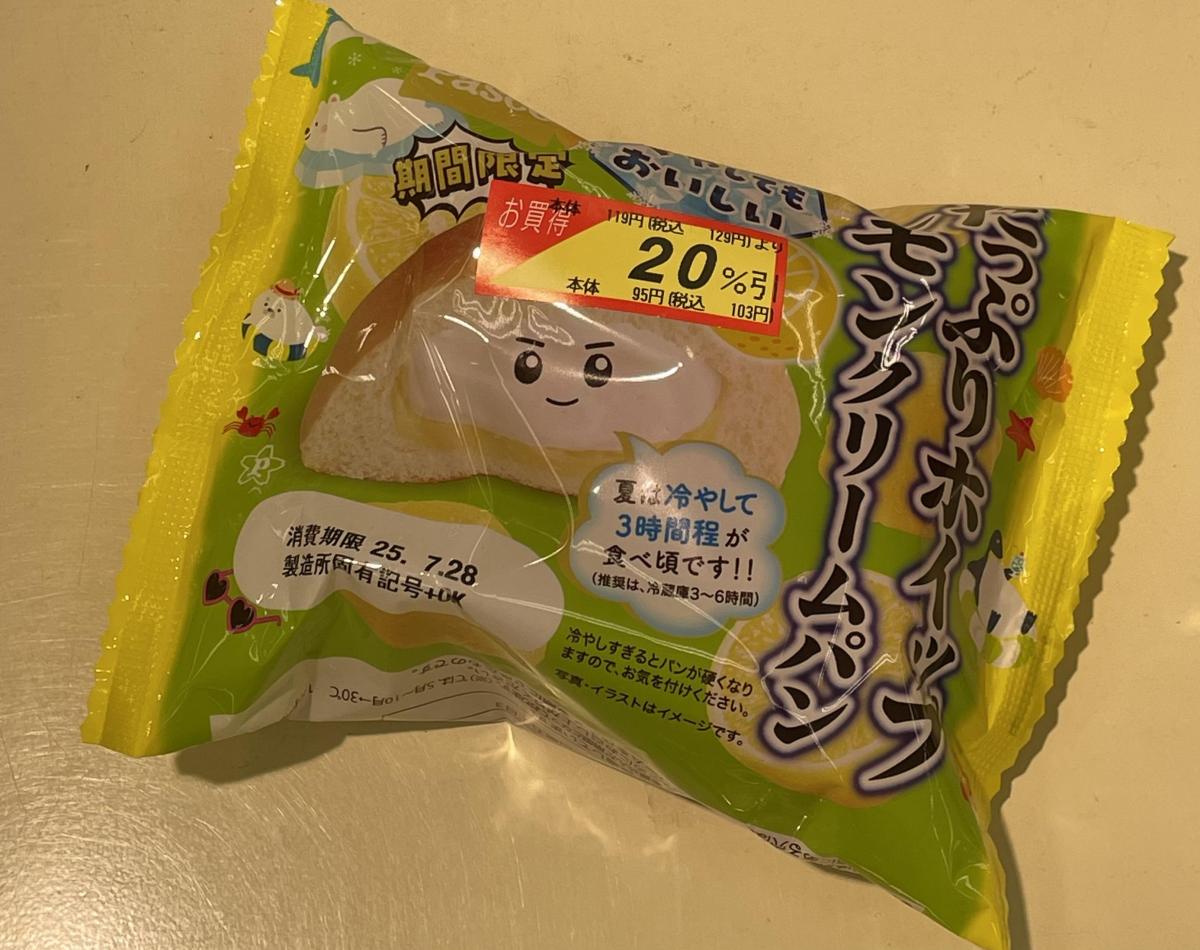 期間限定
しても
おいしい
お買得
本体 119円(税込 129円)より
20%引
本体 95円(税込 103円)
たっぷりホイップ
モンクリームパン
夏は冷やして
3時間程が
食べ頃です!!
(推奨は、冷蔵庫3〜6時間)
消費期限 25. 7.28
製造所固有記号+DK
冷やしすぎるとパンが硬くなり
ますので、お気を付けください。
写真・イラストはイメージです。